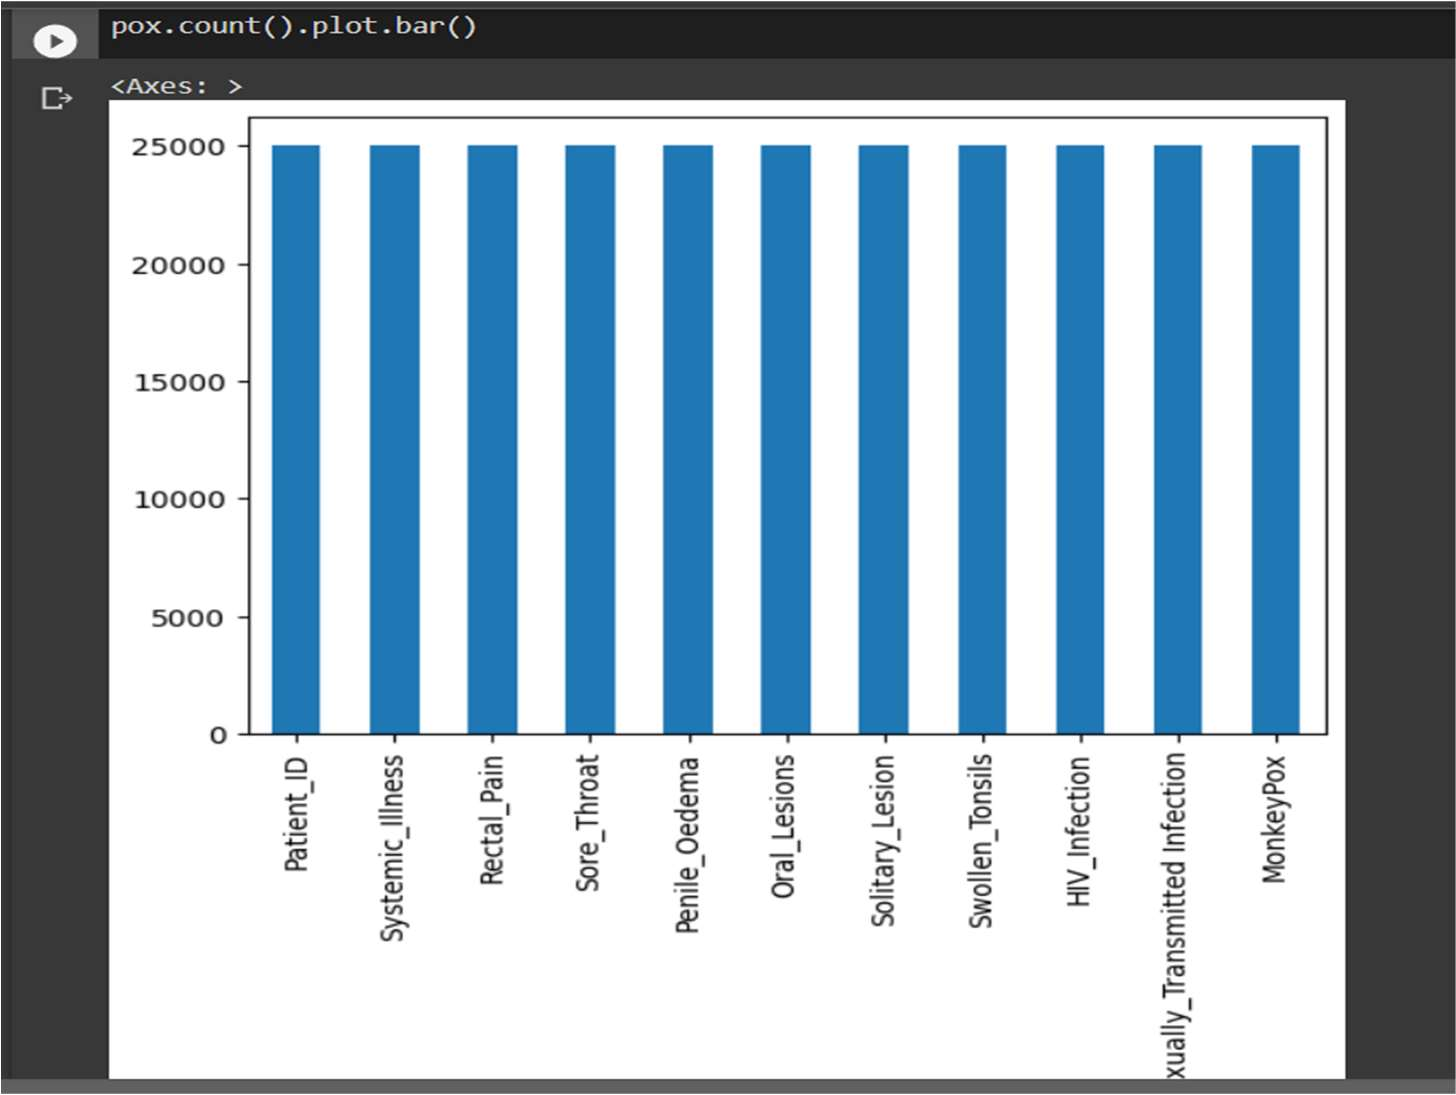 pox.count().plot.bar()
<Axes: >
25000
20000
15000
10000
5000
0
Patient_ID
Systemic_Illness
Rectal_Pain
Sore_Throat
Penile_Oedema
Oral_Lesions
Solitary_Lesion
Swollen_Tonsils
HIV_Infection
xually_Transmitted Infection
MonkeyPox